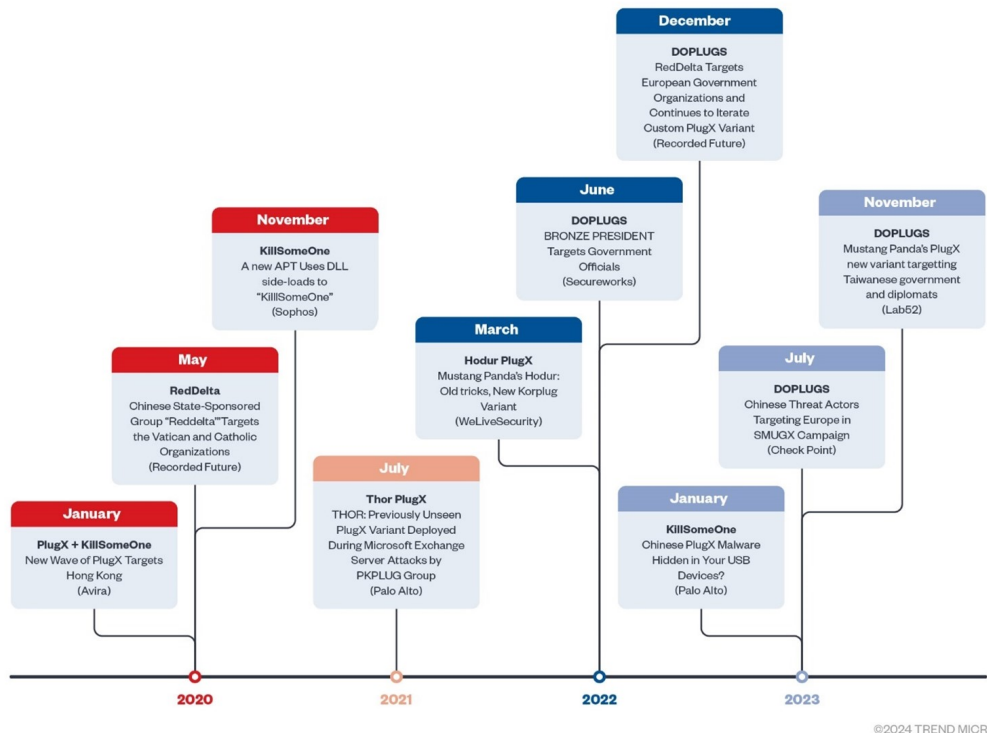 December
DOPLUGS
RedDelta Targets
European Government
Organizations and
Continues to Iterate
Custom PlugX Variant
(Recorded Future)
June
DOPLUGS
BRONZE PRESIDENT
Targets Government
Officials
(Secureworks)
November
DOPLUGS
Mustang Panda's PlugX
new variant targetting
Taiwanese government
and diplomats
(Lab52)
November
KillSomeOne
A new APT Uses DLL
side-loads to
"KilllSomeOne"
(Sophos)
March
Hodur PlugX
Mustang Panda's Hodur:
Old tricks, New Korplug
Variant
(WeLiveSecurity)
May
RedDelta
Chinese State-Sponsored
Group "Reddelta""Targets
the Vatican and Catholic
Organizations
(Recorded Future)
July
DOPLUGS
Chinese Threat Actors
Targeting Europe in
SMUGX Campaign
(Check Point)
July
Thor PlugX
THOR: Previously Unseen
PlugX Variant Deployed
During Microsoft Exchange
Server Attacks by
PKPLUG Group
(Palo Alto)
January
KillSomeOne
Chinese PlugX Malware
Hidden in Your USB
Devices?
(Palo Alto)
January
PlugX + KillSomeOne
New Wave of PlugX Targets
Hong Kong
(Avira)
2020
2021
2022
2023
©2024 TREND MICR